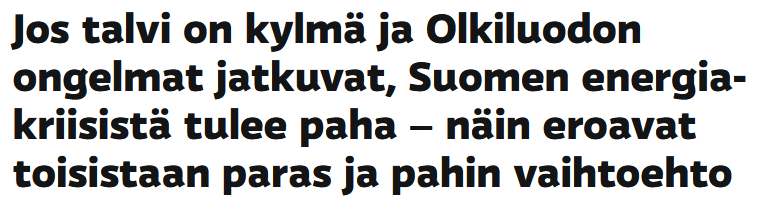 Jos talvi on kylmä ja Olkiluodon
ongelmat jatkuvat, Suomen energia-
kriisistä tulee paha – näin eroavat
toisistaan paras ja pahin vaihtoehto